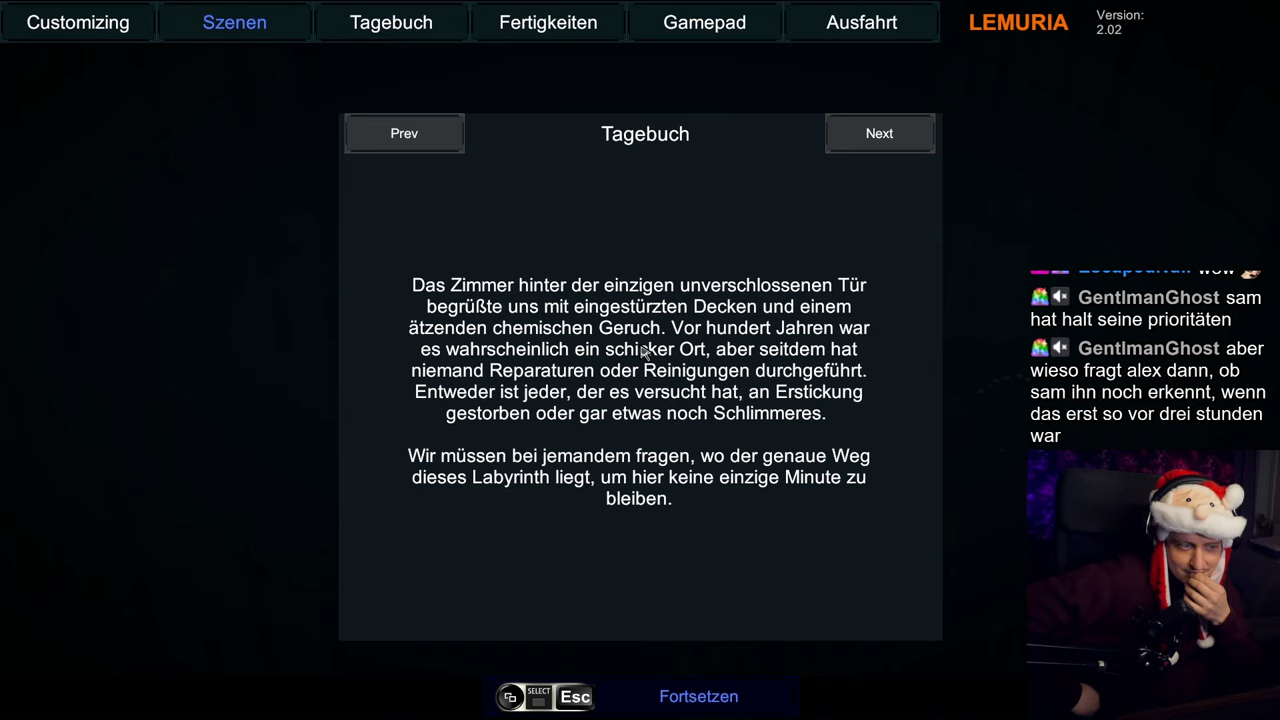 Customizing
Szenen
Tagebuch
Fertigkeiten
Gamepad
Ausfahrt
LEMURIA
Version:
2.02
Prev
Tagebuch
Next
Das Zimmer hinter der einzigen unverschlossenen Tür
begrüßte uns mit eingestürzten Decken und einem
ätzenden chemischen Geruch. Vor hundert Jahren war
es wahrscheinlich ein schicker Ort, aber seitdem hat
niemand Reparaturen oder Reinigungen durchgeführt.
Entweder ist jeder, der es versucht hat, an Erstickung
gestorben oder gar etwas noch Schlimmeres.
Wir müssen bei jemandem fragen, wo der genaue Weg
dieses Labyrinth liegt, um hier keine einzige Minute zu
bleiben.
GentlmanGhost sam
hat halt seine prioritäten
GentlmanGhost aber
wieso fragt alex dann, ob
sam ihn noch erkennt, wenn
das erst so vor drei stunden
war
SELECT
Esc
Fortsetzen